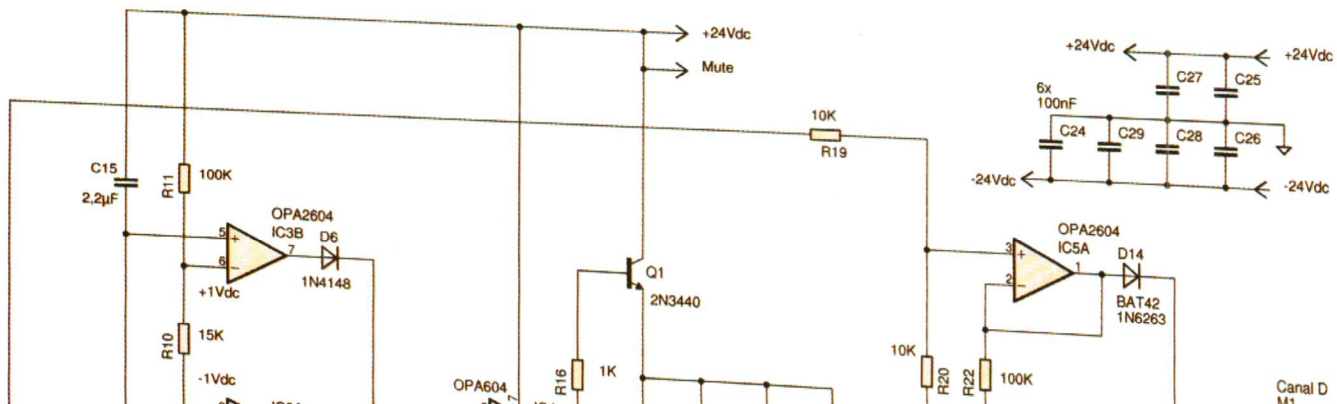 +24Vdc
Mute
+24Vdc
+24Vdc
C27
C25
6x
100nF
C24
C29
C28
C26
-24Vdc
-24Vdc
10K
R19
C15
2,2µF
R11
100K
OPA2604
IC3B
5
+
6
−
7
D6
1N4148
+1Vdc
R10
15K
-1Vdc
Q1
2N3440
R16
1K
OPA604
7
OPA2604
IC5A
3
+
2
−
1
D14
BAT42
1N6263
10K
R20
R22
100K
Canal D
M1